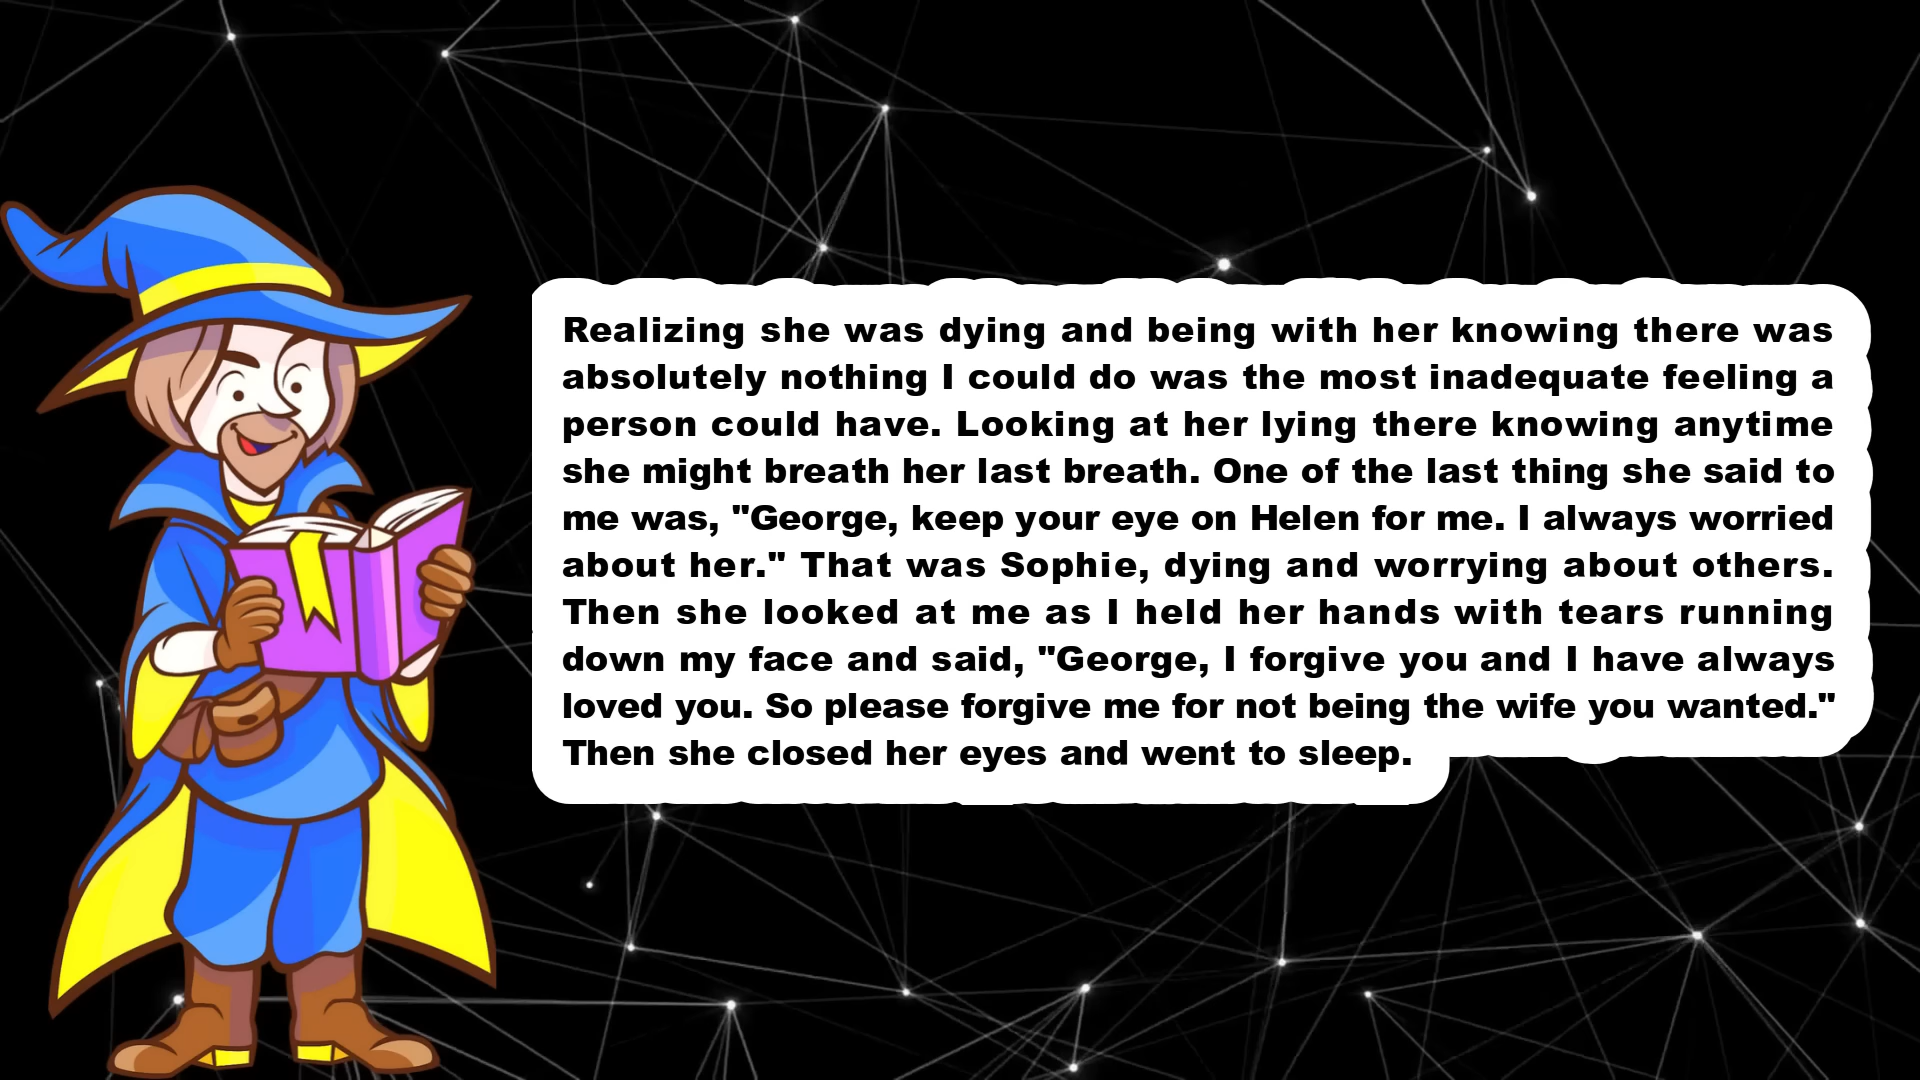 Realizing she was dying and being with her knowing there was
absolutely nothing I could do was the most inadequate feeling a
person could have. Looking at her lying there knowing anytime
she might breath her last breath. One of the last thing she said to
me was, "George, keep your eye on Helen for me. I always worried
about her." That was Sophie, dying and worrying about others.
Then she looked at me as I held her hands with tears running
down my face and said, "George, I forgive you and I have always
loved you. So please forgive me for not being the wife you wanted."
Then she closed her eyes and went to sleep.